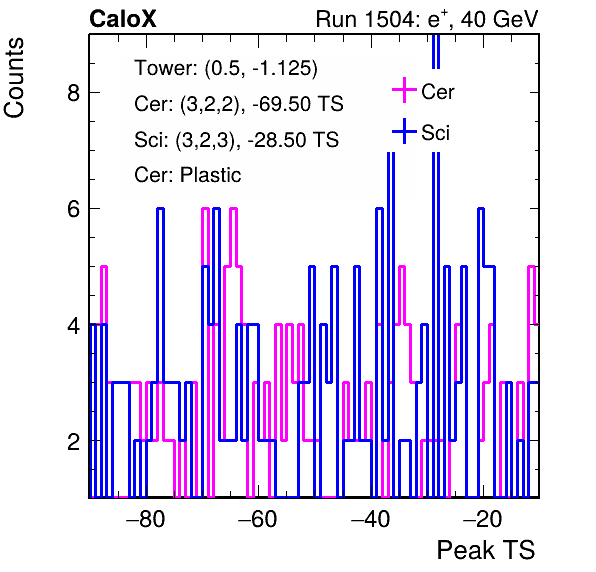 CaloX Run 1504: e+, 40 GeV
Counts
Tower: (0.5, -1.125)
Cer: (3,2,2), -69.50 TS
Sci: (3,2,3), -28.50 TS
Cer: Plastic
Cer
Sci
8
6
4
2
−80 −60 −40 −20
Peak TS